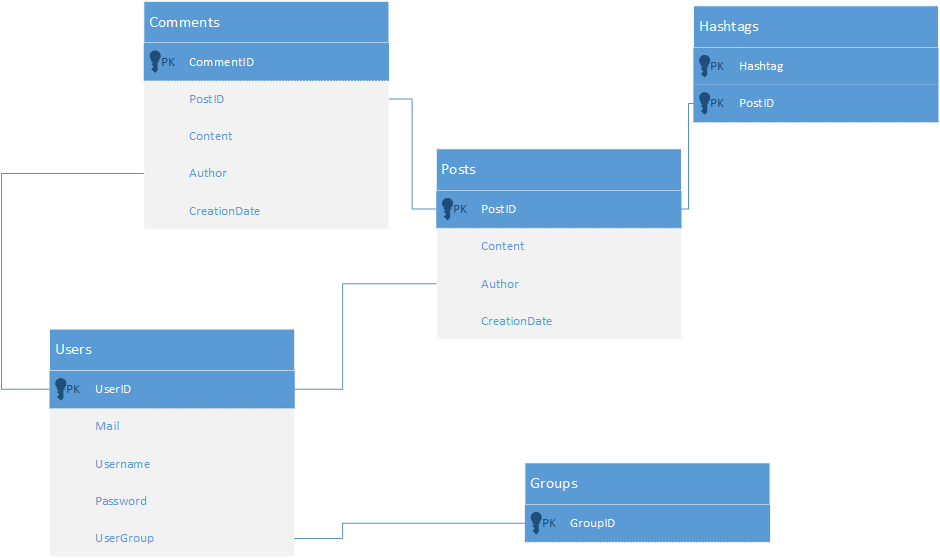 Comments
PK CommentID
PostID
Content
Author
CreationDate
Hashtags
PK Hashtag
PK PostID
Posts
PK PostID
Content
Author
CreationDate
Users
PK UserID
Mail
Username
Password
UserGroup
Groups
PK GroupID